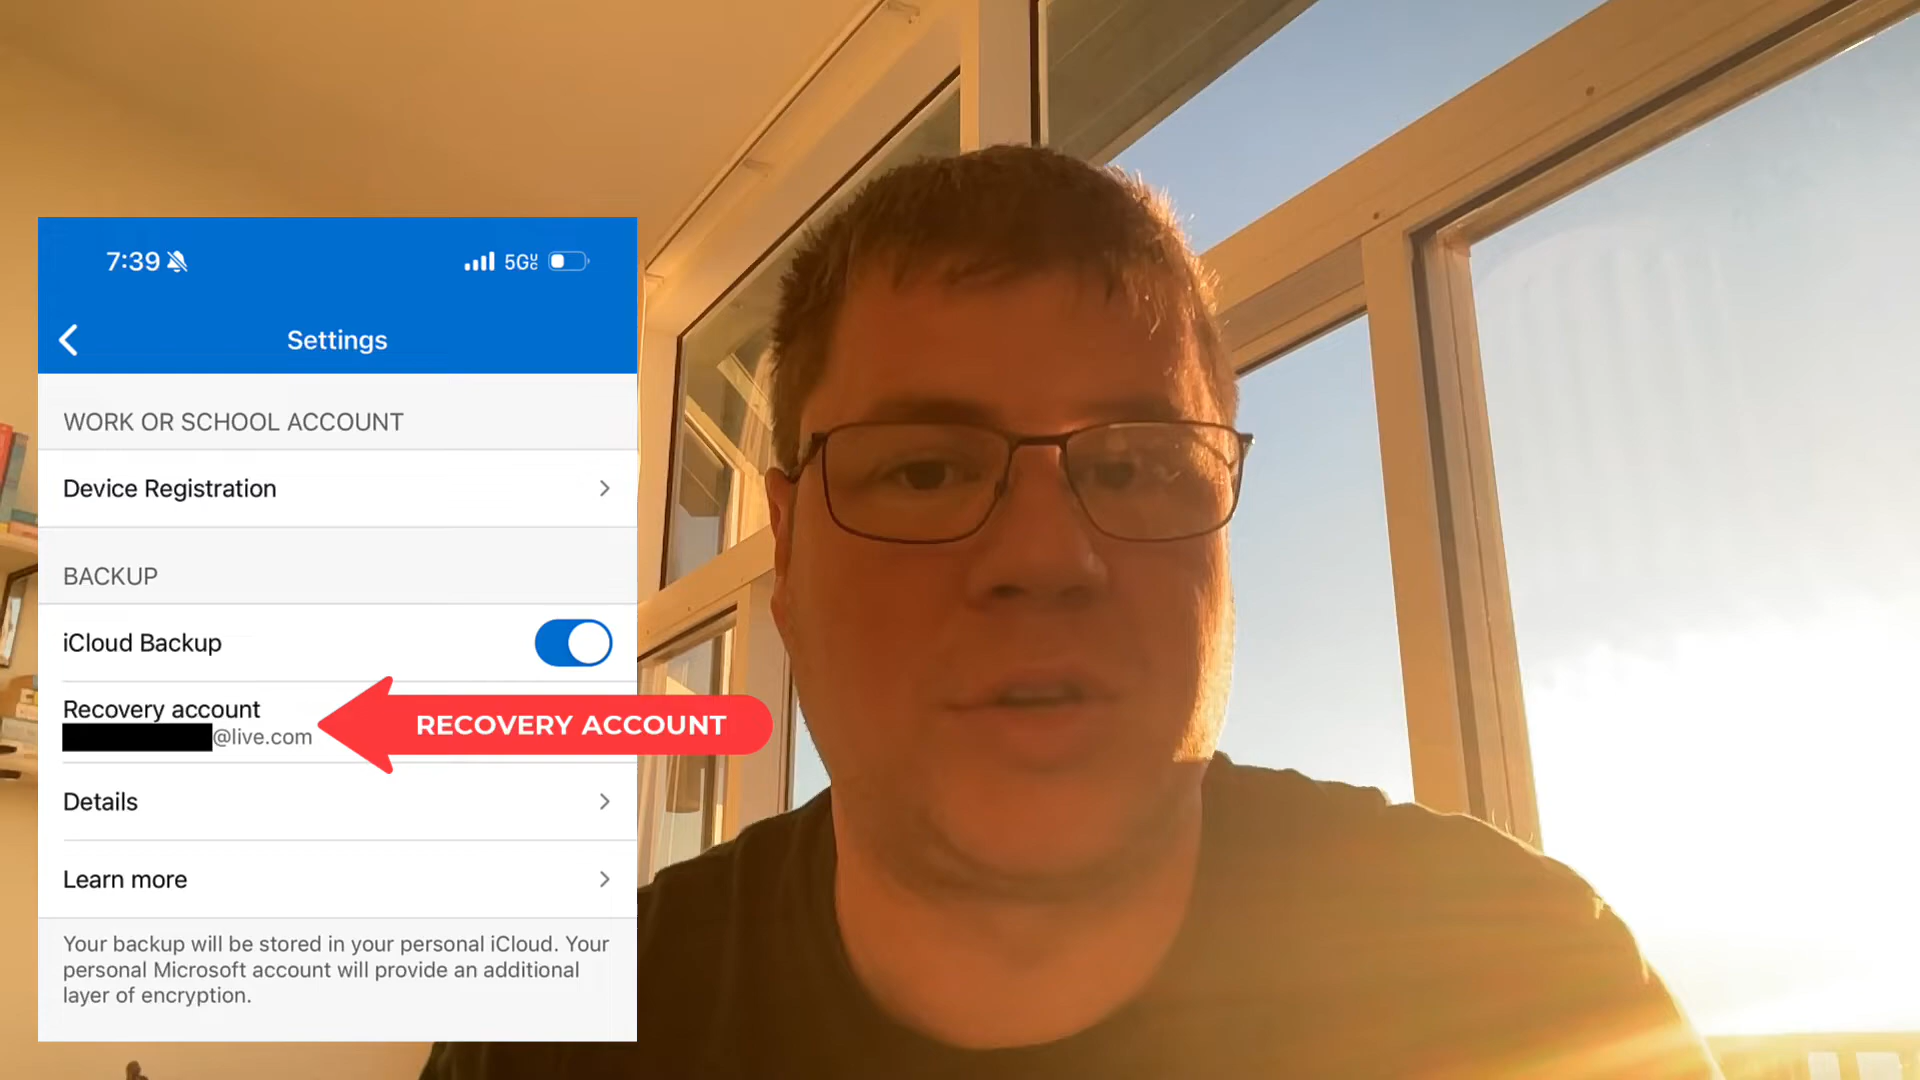 7:39
5GUC
Settings
WORK OR SCHOOL ACCOUNT
Device Registration
BACKUP
iCloud Backup
Recovery account
@live.com
RECOVERY ACCOUNT
Details
Learn more
Your backup will be stored in your personal iCloud. Your
personal Microsoft account will provide an additional
layer of encryption.